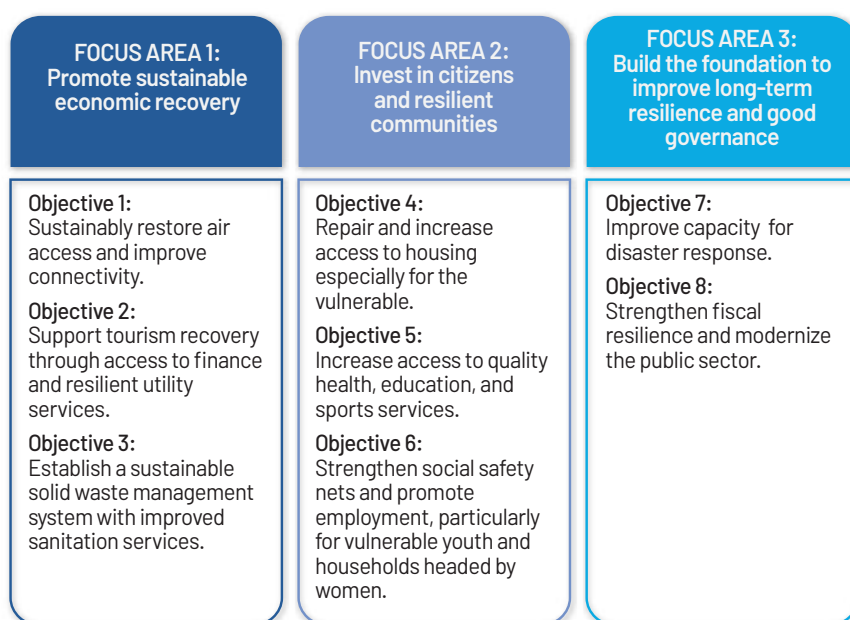 FOCUS AREA 1:
Promote sustainable
economic recovery
Objective 1:
Sustainably restore air
access and improve
connectivity.
Objective 2:
Support tourism recovery
through access to finance
and resilient utility
services.
Objective 3:
Establish a sustainable
solid waste management
system with improved
sanitation services.
FOCUS AREA 2:
Invest in citizens
and resilient
communities
Objective 4:
Repair and increase
access to housing
especially for the
vulnerable.
Objective 5:
Increase access to quality
health, education, and
sports services.
Objective 6:
Strengthen social safety
nets and promote
employment, particularly
for vulnerable youth and
households headed by
women.
FOCUS AREA 3:
Build the foundation to
improve long-term
resilience and good
governance
Objective 7:
Improve capacity for
disaster response.
Objective 8:
Strengthen fiscal
resilience and modernize
the public sector.